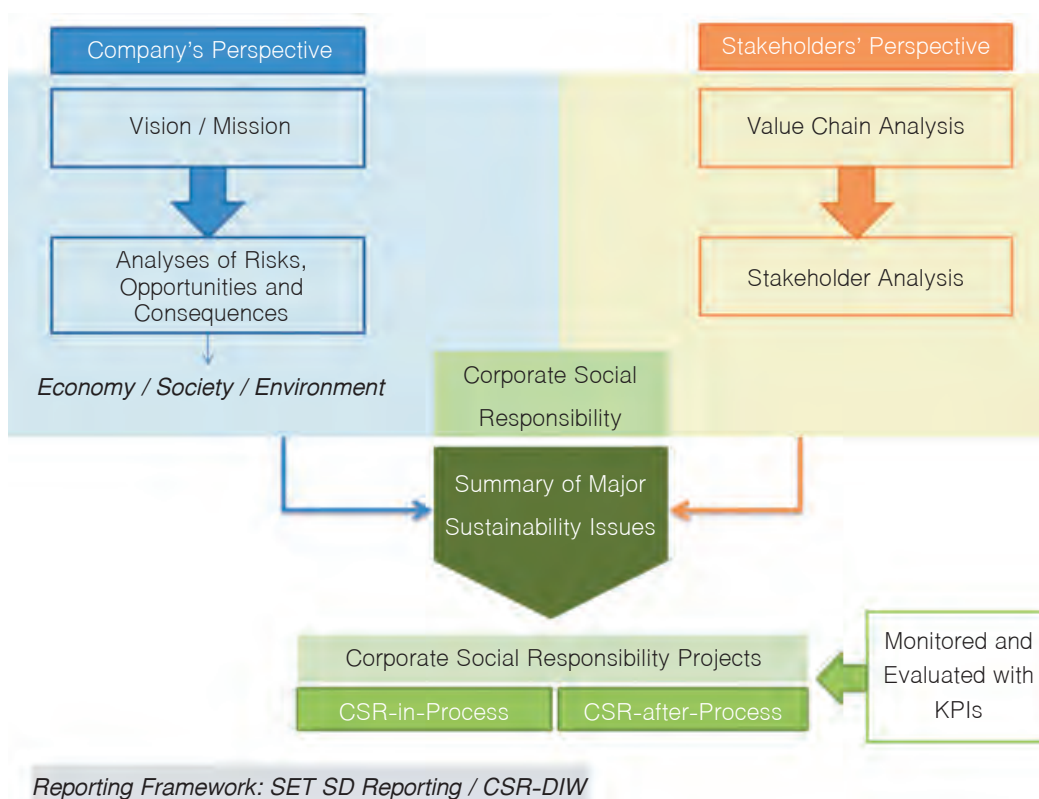 Company's Perspective
Vision / Mission
Analyses of Risks,
Opportunities and
Consequences
Economy / Society / Environment
Stakeholders' Perspective
Value Chain Analysis
Stakeholder Analysis
Corporate Social
Responsibility
Summary of Major
Sustainability Issues
Corporate Social Responsibility Projects
CSR-in-Process
CSR-after-Process
Monitored and
Evaluated with
KPIs
Reporting Framework: SET SD Reporting / CSR-DIW